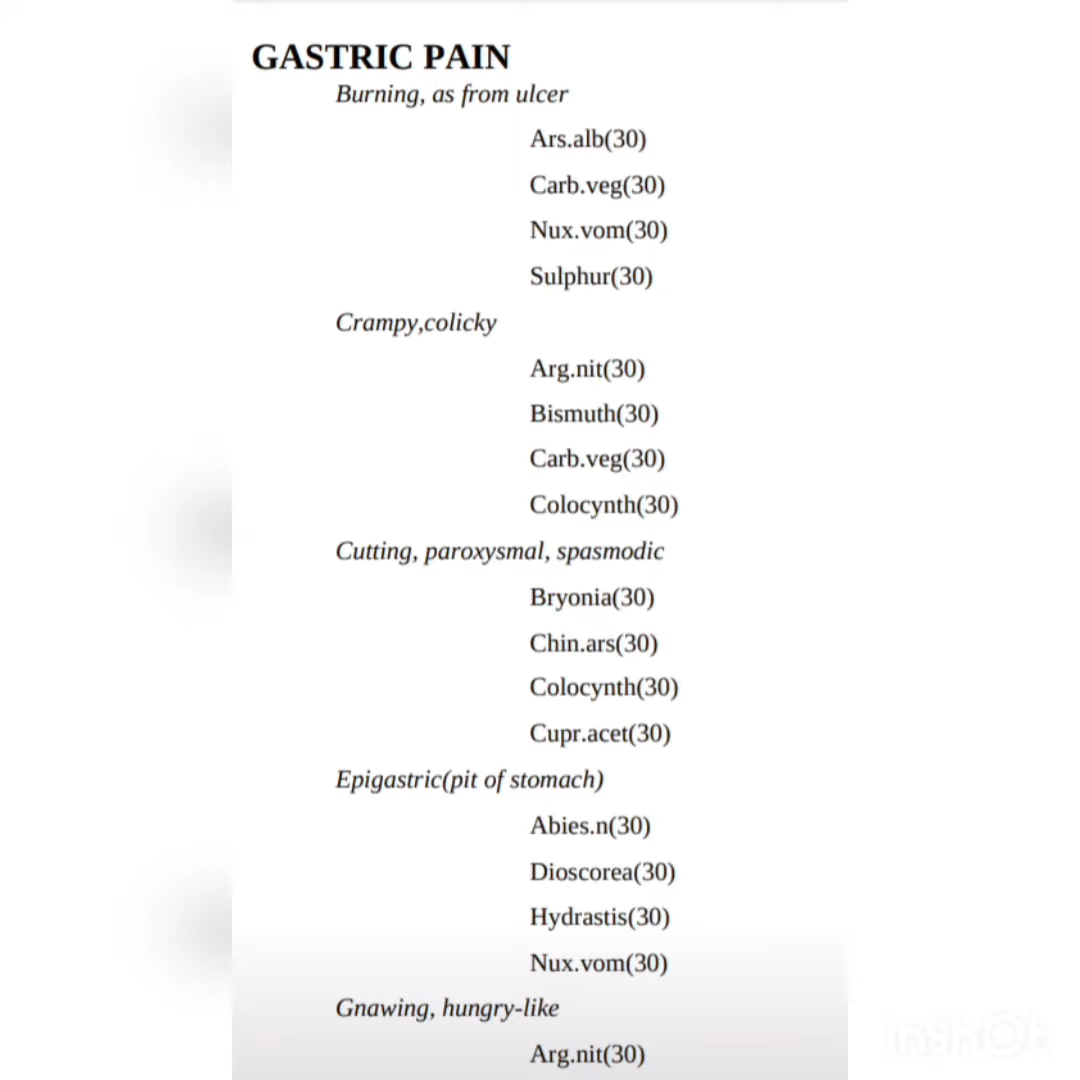 GASTRIC PAIN
Burning, as from ulcer
Ars.alb(30)
Carb.veg(30)
Nux.vom(30)
Sulphur(30)
Crampy,colicky
Arg.nit(30)
Bismuth(30)
Carb.veg(30)
Colocynth(30)
Cutting, paroxysmal, spasmodic
Bryonia(30)
Chin.ars(30)
Colocynth(30)
Cupr.acet(30)
Epigastric(pit of stomach)
Abies.n(30)
Dioscorea(30)
Hydrastis(30)
Nux.vom(30)
Gnawing, hungry-like
Arg.nit(30)
InShOt